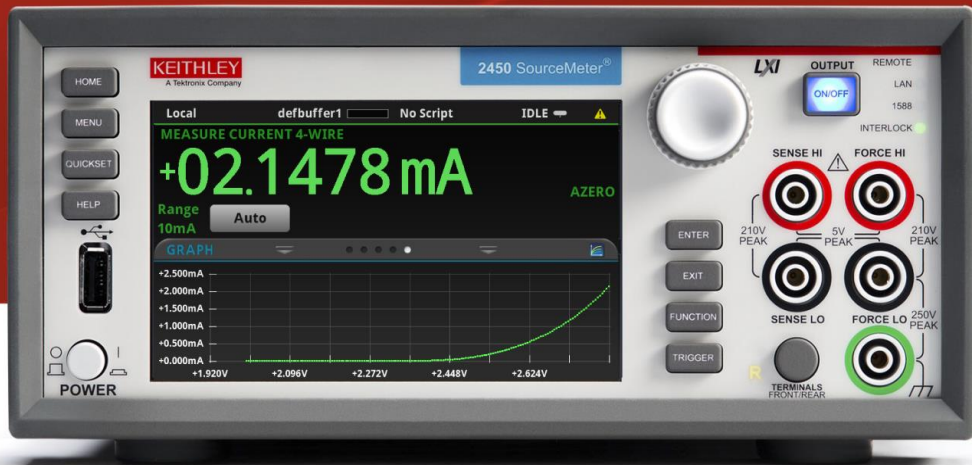 KEITHLEY
A Tektronix Company
2450 SourceMeter®
LXI
OUTPUT
ON/OFF
REMOTE
LAN
1588
INTERLOCK
HOME
MENU
QUICKSET
HELP
POWER
Local defbuffer1 No Script IDLE
MEASURE CURRENT 4-WIRE
+02.1478 mA
AZERO
Range
10mA
Auto
GRAPH
+2.500mA
+2.000mA
+1.500mA
+1.000mA
+0.500mA
+0.000mA
+1.920V +2.096V +2.272V +2.448V +2.624V
ENTER
EXIT
FUNCTION
TRIGGER
SENSE HI FORCE HI
210V
PEAK
5V
PEAK
210V
PEAK
SENSE LO FORCE LO
250V
PEAK
R
TERMINALS
FRONT/REAR